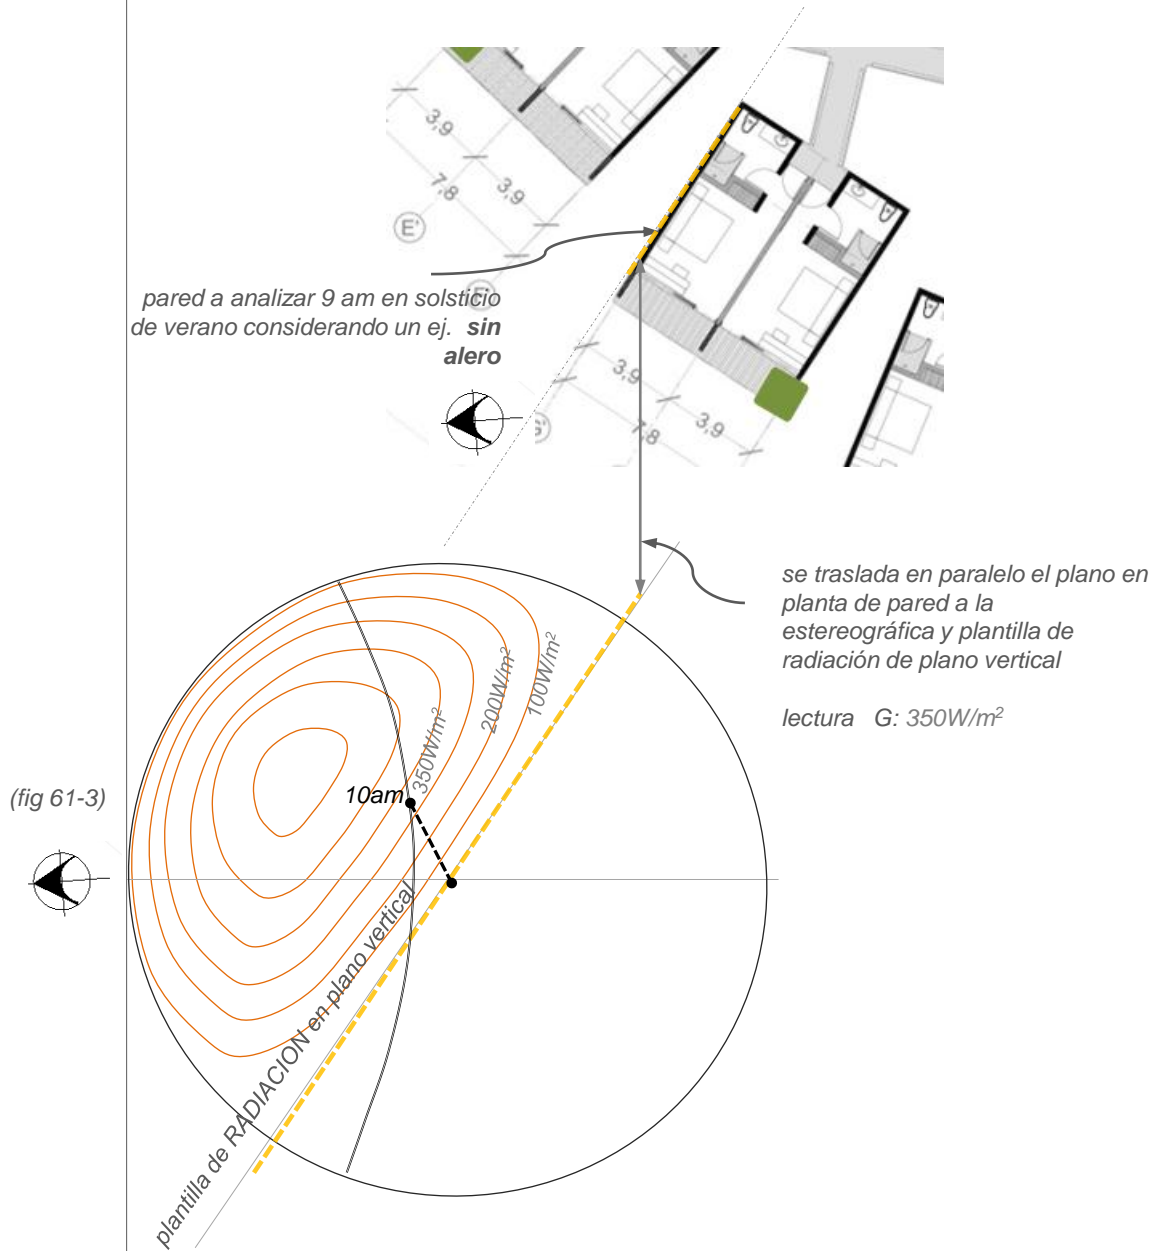 3,9
7,8
3,9
E'
pared a analizar 9 am en solsticio
de verano considerando un ej. sin
alero
3,9
7,8
3,9
se traslada en paralelo el plano en
planta de pared a la
estereográfica y plantilla de
radiación de plano vertical
lectura G: 350W/m²
100W/m²
200W/m²
350W/m²
10am
(fig 61-3)
plantilla de RADIACION en plano vertical